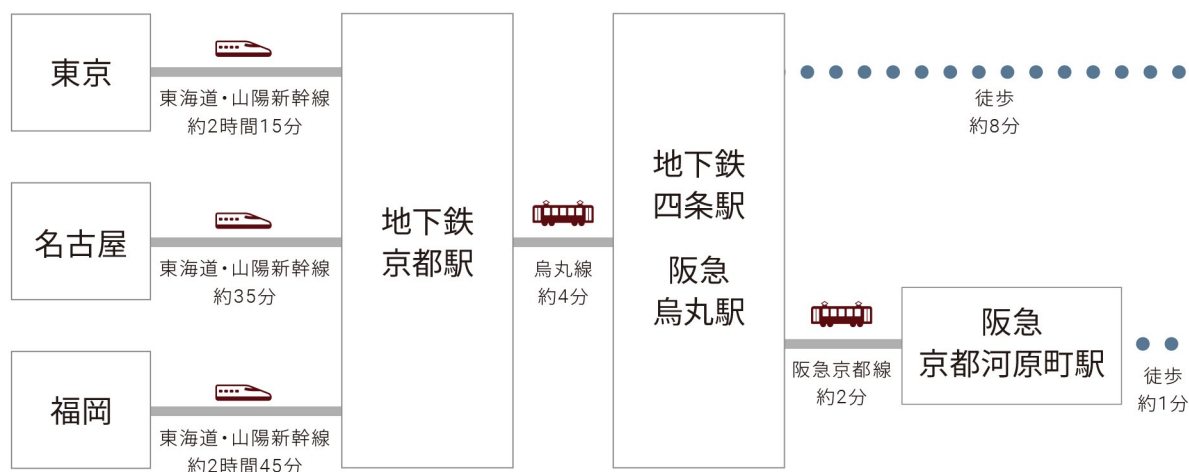 東京
東海道・山陽新幹線
約2時間15分
名古屋
東海道・山陽新幹線
約35分
福岡
東海道・山陽新幹線
約2時間45分
地下鉄
京都駅
烏丸線
約4分
地下鉄
四条駅
阪急
烏丸駅
徒歩
約8分
阪急京都線
約2分
阪急
京都河原町駅
徒歩
約1分